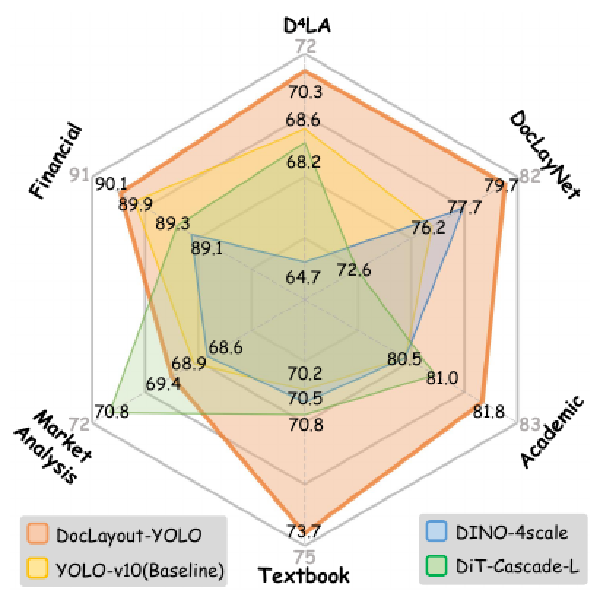 D⁴LA
72
70.3
68.6
68.2
64.7
DocLayNet
82
79.7
77.7
76.2
72.6
Financial
91
90.1
89.9
89.3
89.1
Market
Analysis
72
70.8
69.4
68.9
68.6
Academic
83
81.8
81.0
80.5
70.2
70.5
70.8
73.7
75
Textbook
DocLayout-YOLO
YOLO-v10(Baseline)
DINO-4scale
DiT-Cascade-L